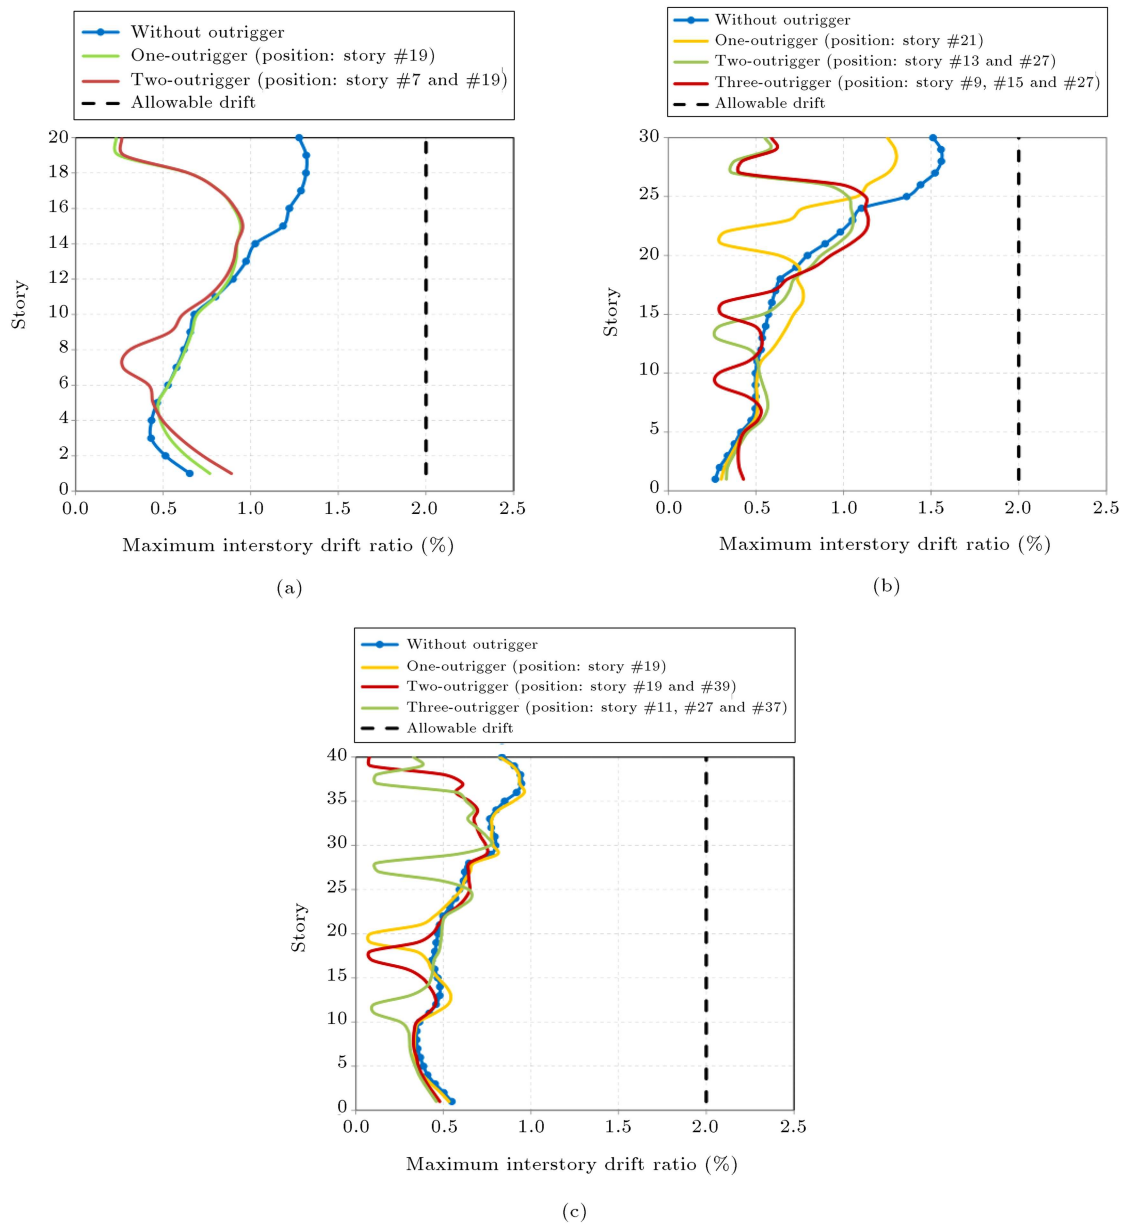 Without outrigger
One-outrigger (position: story #19)
Two-outrigger (position: story #7 and #19)
Allowable drift
20
18
16
14
12
10
8
6
4
2
0
0.0 0.5 1.0 1.5 2.0 2.5
Story
Maximum interstory drift ratio (%)
(a)
Without outrigger
One-outrigger (position: story #21)
Two-outrigger (position: story #13 and #27)
Three-outrigger (position: story #9, #15 and #27)
Allowable drift
30
25
20
15
10
5
0
0.0 0.5 1.0 1.5 2.0 2.5
Story
Maximum interstory drift ratio (%)
(b)
Without outrigger
One-outrigger (position: story #19)
Two-outrigger (position: story #19 and #39)
Three-outrigger (position: story #11, #27 and #37)
Allowable drift
40
35
30
25
20
15
10
5
0
0.0 0.5 1.0 1.5 2.0 2.5
Story
Maximum interstory drift ratio (%)
(c)